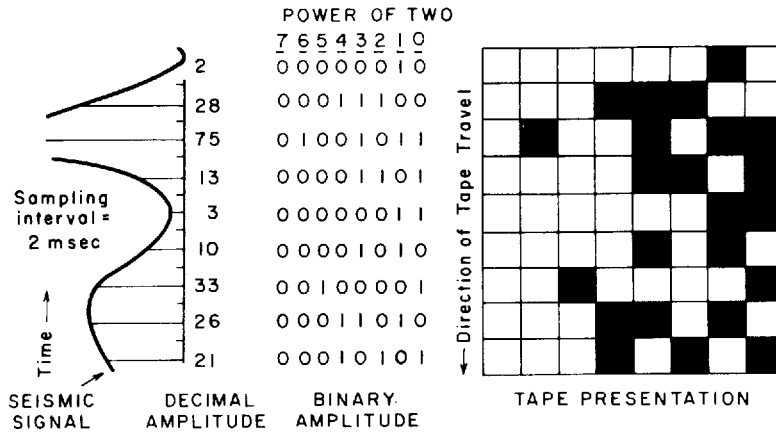 POWER OF TWO
7 6 5 4 3 2 1 0
2 0 0 0 0 0 0 1 0
28 0 0 0 1 1 1 0 0
75 0 1 0 0 1 0 1 1
13 0 0 0 0 1 1 0 1
3 0 0 0 0 0 0 1 1
10 0 0 0 0 1 0 1 0
33 0 0 1 0 0 0 0 1
26 0 0 0 1 1 0 1 0
21 0 0 0 1 0 1 0 1
Sampling
interval =
2 msec
Time
Direction of Tape Travel
SEISMIC
SIGNAL
DECIMAL
AMPLITUDE
BINARY
AMPLITUDE
TAPE PRESENTATION